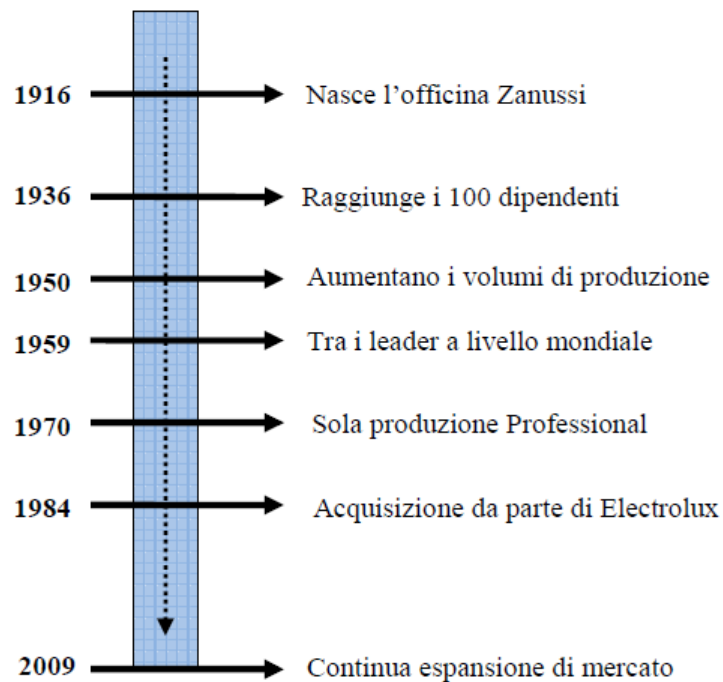 1916 Nasce l'officina Zanussi
1936 Raggiunge i 100 dipendenti
1950 Aumentano i volumi di produzione
1959 Tra i leader a livello mondiale
1970 Sola produzione Professional
1984 Acquisizione da parte di Electrolux
2009 Continua espansione di mercato